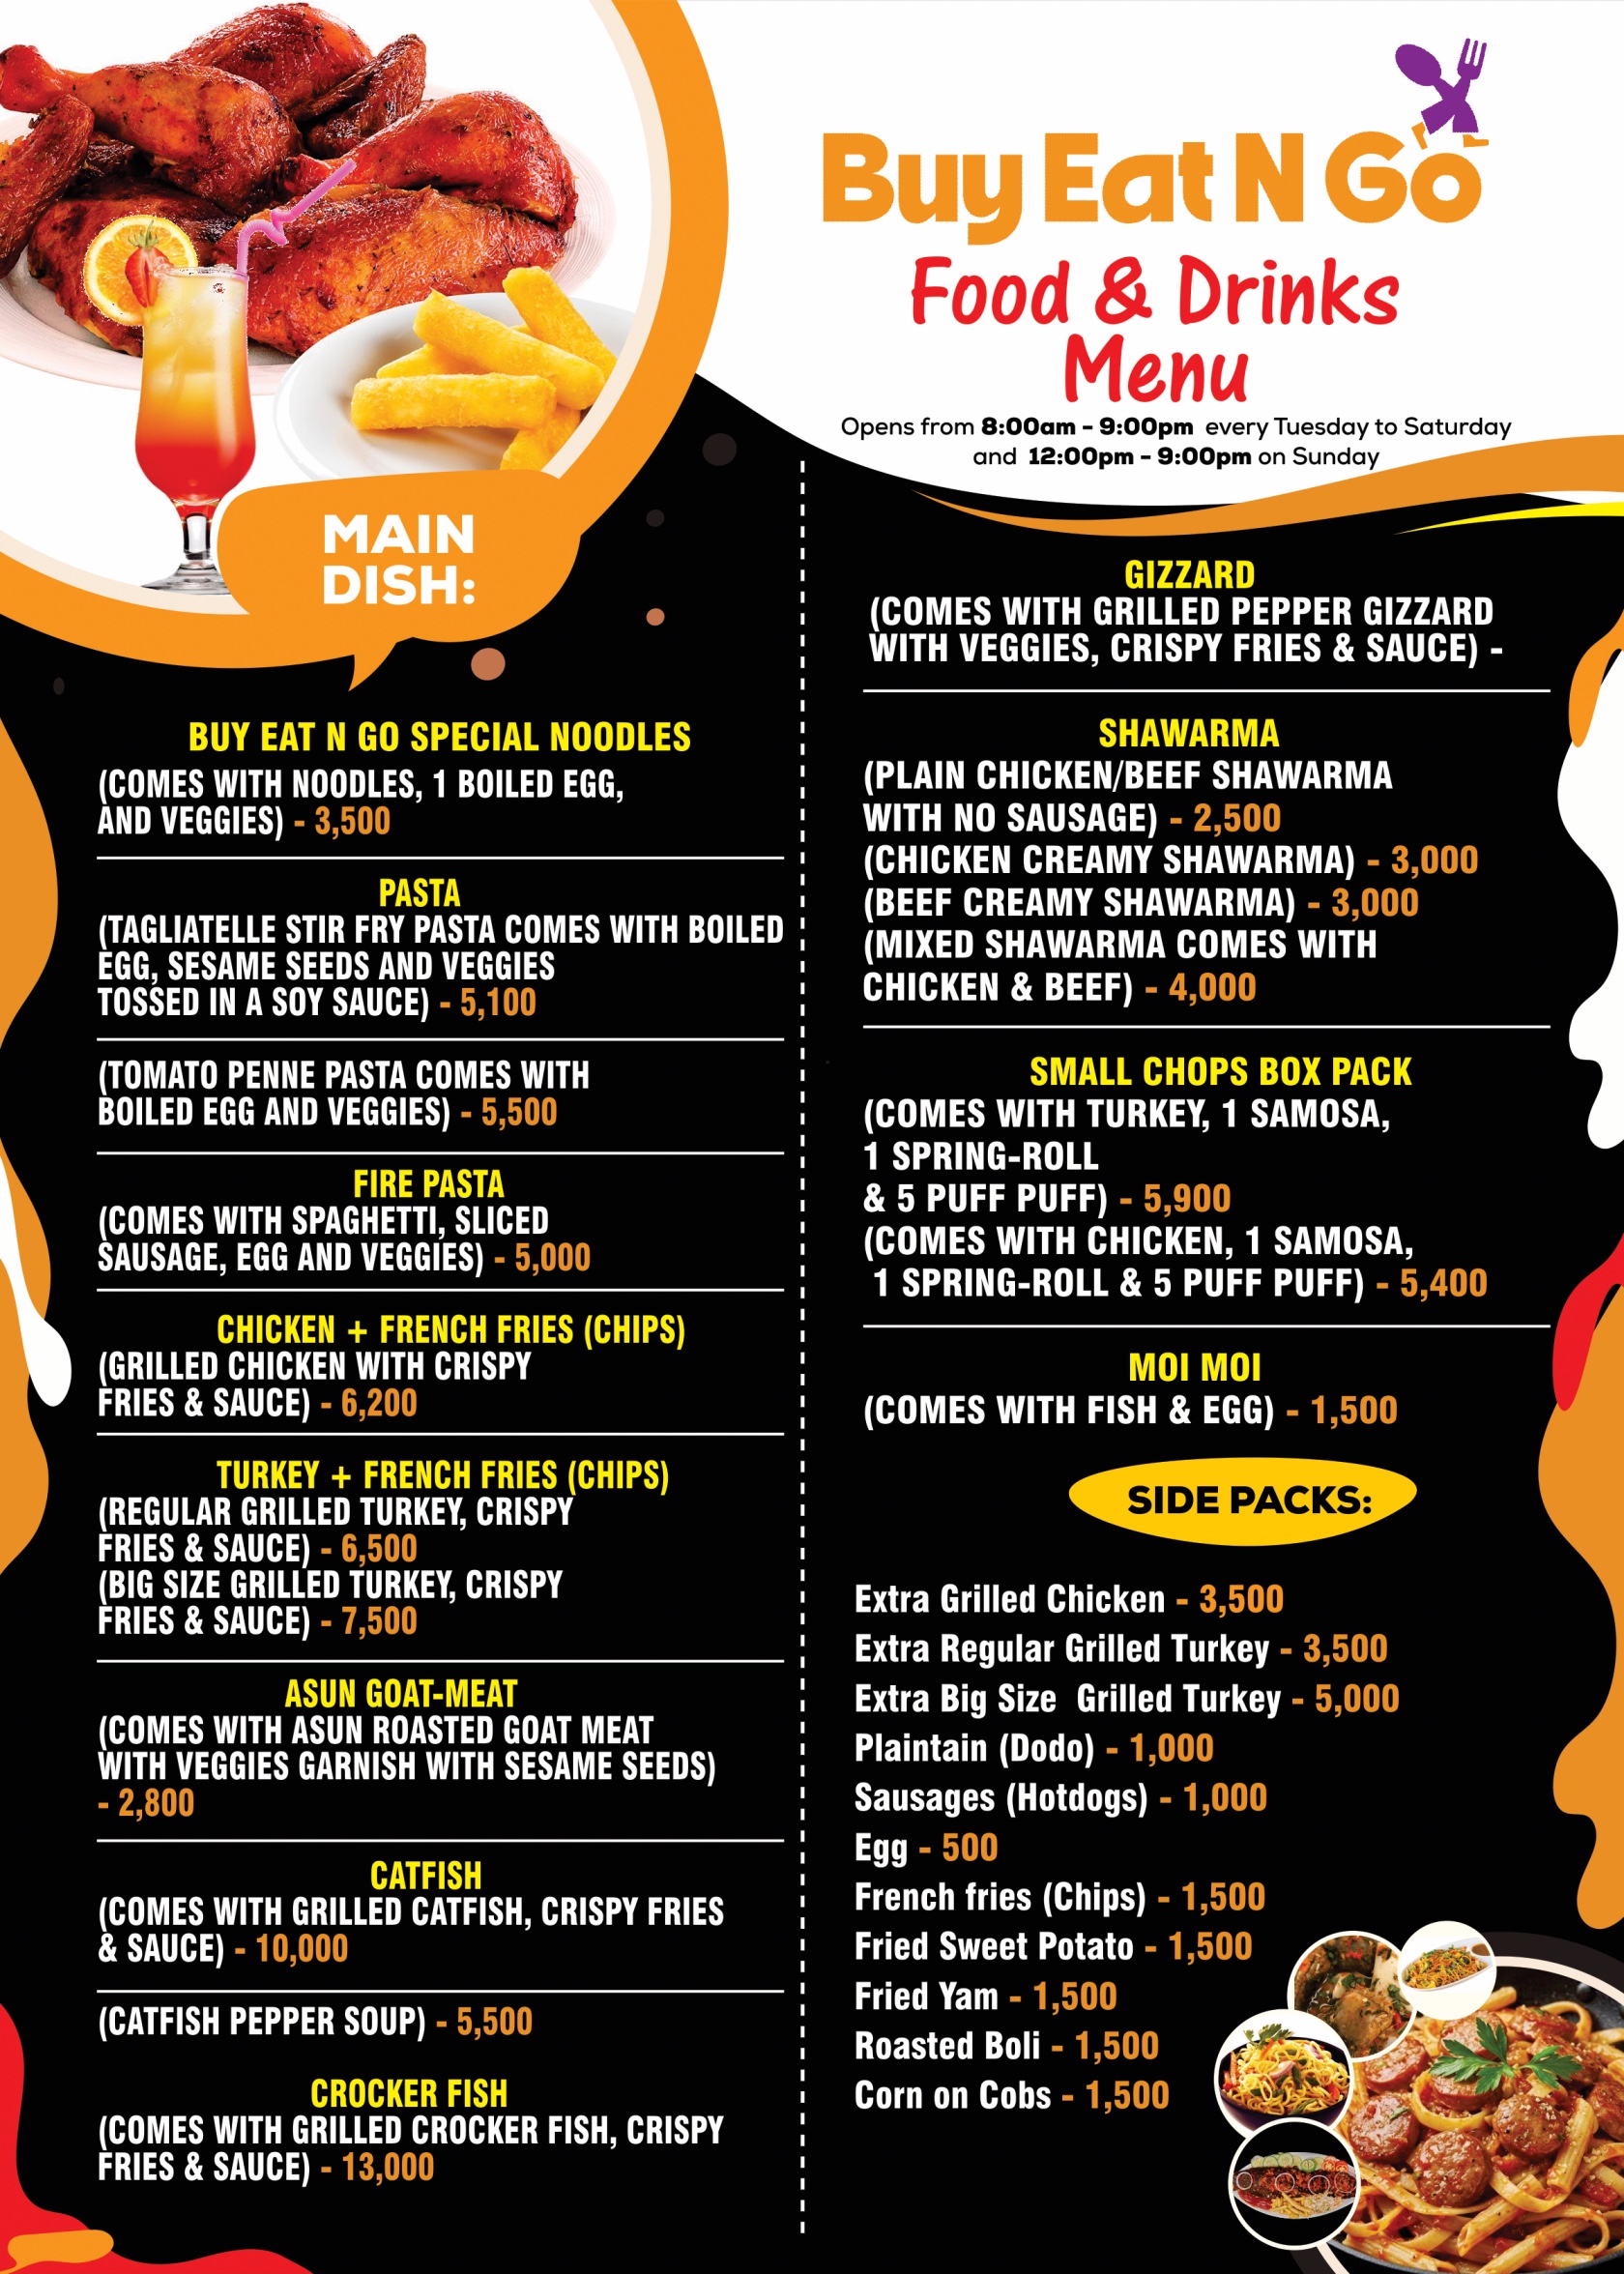 Buy Eat N Go
Food & Drinks
Menu
Opens from 8:00am - 9:00pm every Tuesday to Saturday
and 12:00pm - 9:00pm on Sunday
MAIN
DISH:
BUY EAT N GO SPECIAL NOODLES
(COMES WITH NOODLES, 1 BOILED EGG,
AND VEGGIES) - 3,500
PASTA
(TAGLIATELLE STIR FRY PASTA COMES WITH BOILED
EGG, SESAME SEEDS AND VEGGIES
TOSSED IN A SOY SAUCE) - 5,100
(TOMATO PENNE PASTA COMES WITH
BOILED EGG AND VEGGIES) - 5,500
FIRE PASTA
(COMES WITH SPAGHETTI, SLICED
SAUSAGE, EGG AND VEGGIES) - 5,000
CHICKEN + FRENCH FRIES (CHIPS)
(GRILLED CHICKEN WITH CRISPY
FRIES & SAUCE) - 6,200
TURKEY + FRENCH FRIES (CHIPS)
(REGULAR GRILLED TURKEY, CRISPY
FRIES & SAUCE) - 6,500
(BIG SIZE GRILLED TURKEY, CRISPY
FRIES & SAUCE) - 7,500
ASUN GOAT-MEAT
(COMES WITH ASUN ROASTED GOAT MEAT
WITH VEGGIES GARNISH WITH SESAME SEEDS)
- 2,800
CATFISH
(COMES WITH GRILLED CATFISH, CRISPY FRIES
& SAUCE) - 10,000
(CATFISH PEPPER SOUP) - 5,500
CROCKER FISH
(COMES WITH GRILLED CROCKER FISH, CRISPY
FRIES & SAUCE) - 13,000
GIZZARD
(COMES WITH GRILLED PEPPER GIZZARD
WITH VEGGIES, CRISPY FRIES & SAUCE) -
SHAWARMA
(PLAIN CHICKEN/BEEF SHAWARMA
WITH NO SAUSAGE) - 2,500
(CHICKEN CREAMY SHAWARMA) - 3,000
(BEEF CREAMY SHAWARMA) - 3,000
(MIXED SHAWARMA COMES WITH
CHICKEN & BEEF) - 4,000
SMALL CHOPS BOX PACK
(COMES WITH TURKEY, 1 SAMOSA,
1 SPRING-ROLL
& 5 PUFF PUFF) - 5,900
(COMES WITH CHICKEN, 1 SAMOSA,
1 SPRING-ROLL & 5 PUFF PUFF) - 5,400
MOI MOI
(COMES WITH FISH & EGG) - 1,500
SIDE PACKS:
Extra Grilled Chicken - 3,500
Extra Regular Grilled Turkey - 3,500
Extra Big Size Grilled Turkey - 5,000
Plaintain (Dodo) - 1,000
Sausages (Hotdogs) - 1,000
Egg - 500
French fries (Chips) - 1,500
Fried Sweet Potato - 1,500
Fried Yam - 1,500
Roasted Boli - 1,500
Corn on Cobs - 1,500